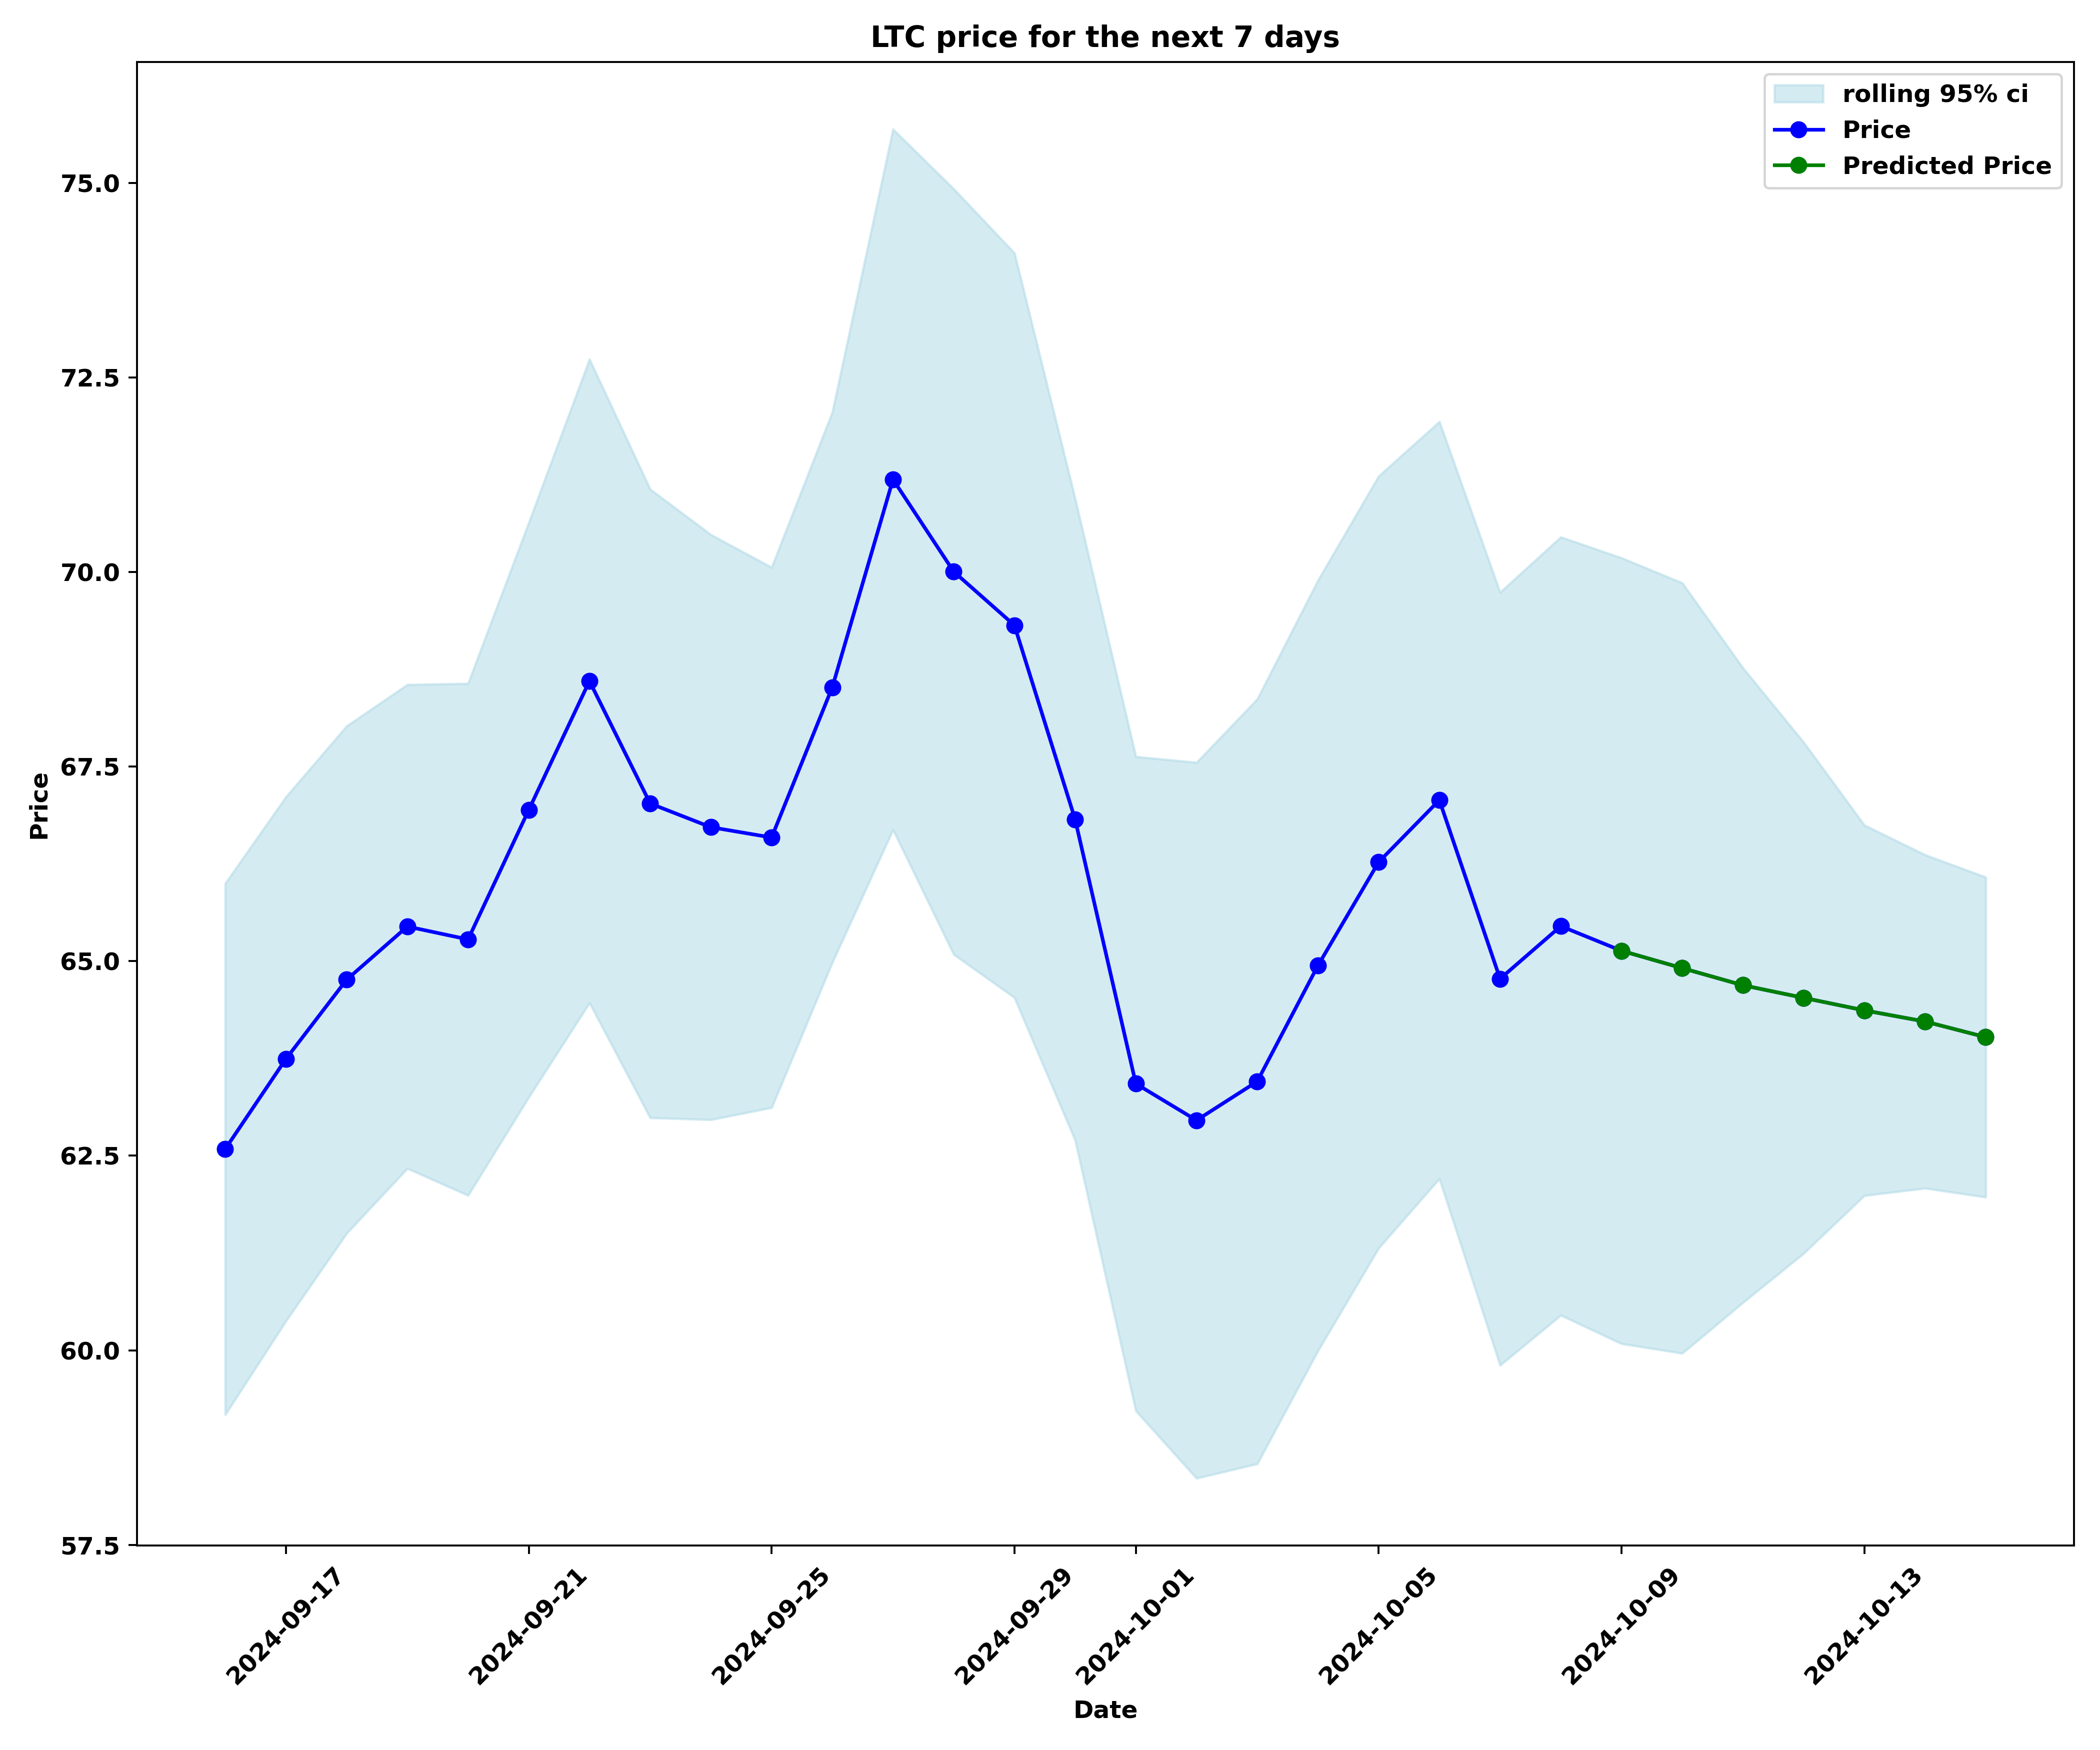 LTC price for the next 7 days
rolling 95% ci
Price
Predicted Price
75.0
72.5
70.0
67.5
65.0
62.5
60.0
57.5
Price
2024-09-17
2024-09-21
2024-09-25
2024-09-29
2024-10-01
2024-10-05
2024-10-09
2024-10-13
Date